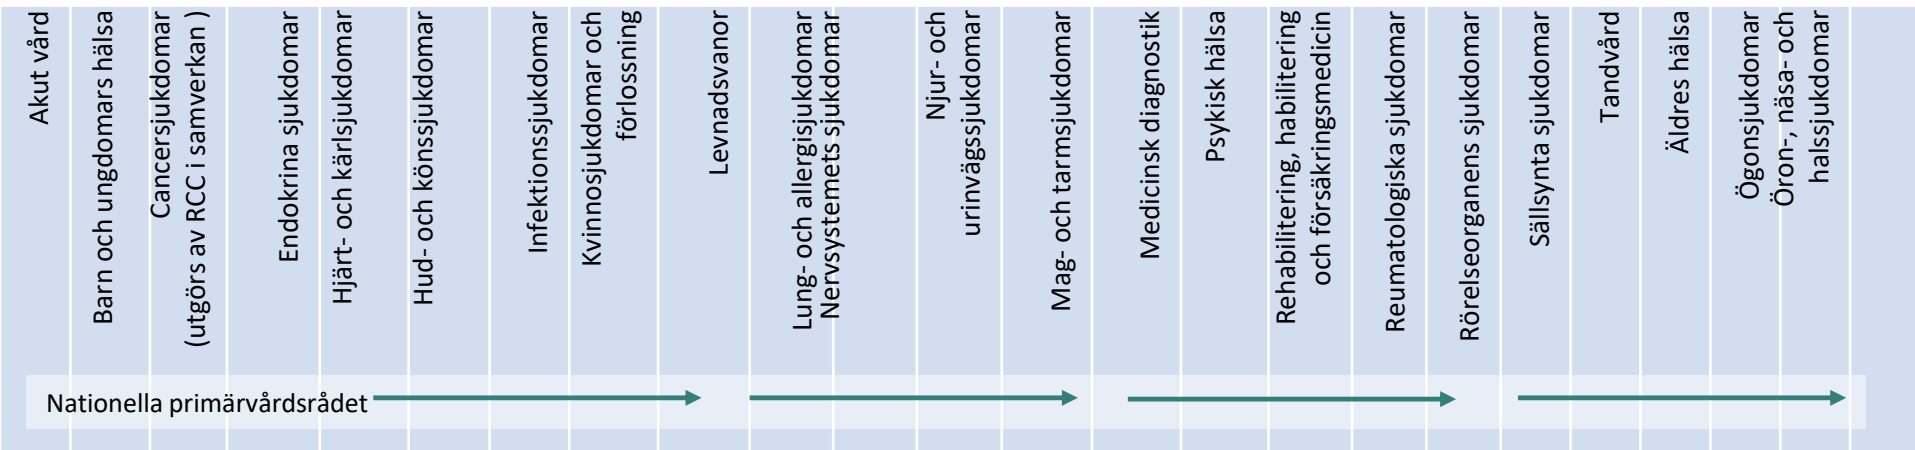 Akut vård
Barn och ungdomars hälsa
Cancersjukdomar
(utgörs av RCC i samverkan )
Endokrina sjukdomar
Hjärt- och kärlsjukdomar
Hud- och könssjukdomar
Infektionssjukdomar
Kvinnosjukdomar och
förlossning
Levnadsvanor
Lung- och allergisjukdomar
Nervsystemets sjukdomar
Njur- och
urinvägssjukdomar
Mag- och tarmsjukdomar
Medicinsk diagnostik
Psykisk hälsa
Rehabilitering, habilitering
och försäkringsmedicin
Reumatologiska sjukdomar
Rörelseorganens sjukdomar
Sällsynta sjukdomar
Tandvård
Äldres hälsa
Ögonsjukdomar
Öron-, näsa- och
halssjukdomar
Nationella primärvårdsrådet